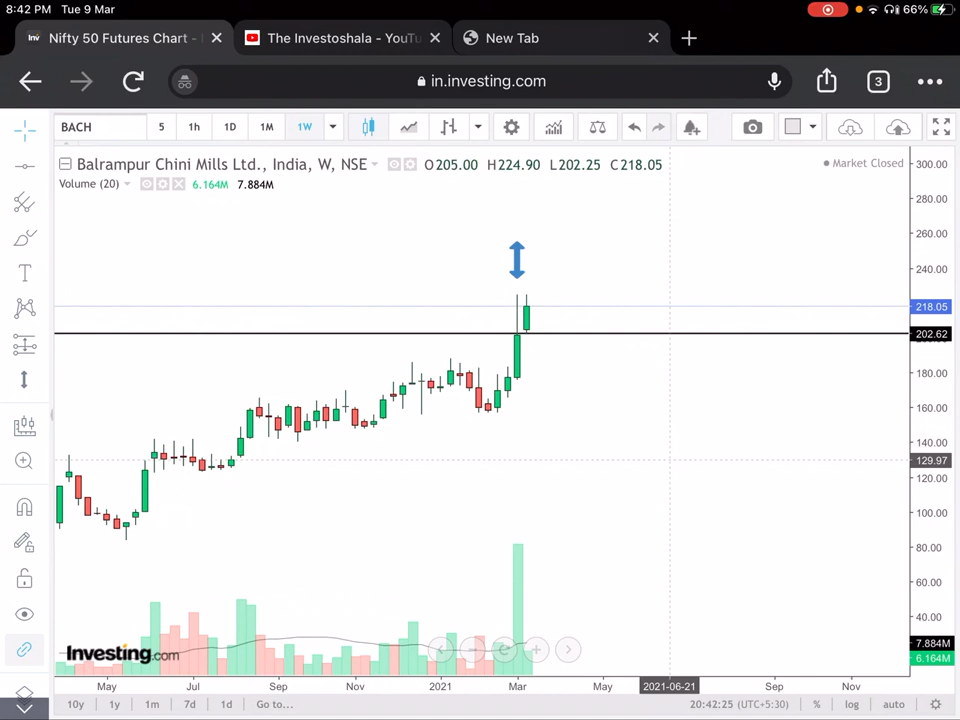 8:42 PM Tue 9 Mar
66%
Nifty 50 Futures Chart -
The Investoshala - YouTu
New Tab
in.investing.com
3
BACH 5 1h 1D 1M 1W
Balrampur Chini Mills Ltd., India, W, NSE O205.00 H224.90 L202.25 C218.05
Market Closed
Volume (20) 6.164M 7.884M
300.00
280.00
260.00
240.00
218.05
202.62
180.00
160.00
140.00
129.97
120.00
100.00
80.00
60.00
40.00
7.884M
6.164M
Investing.com
May Jul Sep Nov 2021 Mar May 2021-06-21 Sep Nov
10y 1y 1m 7d 1d Go to... 20:42:25 (UTC+5:30) % log auto